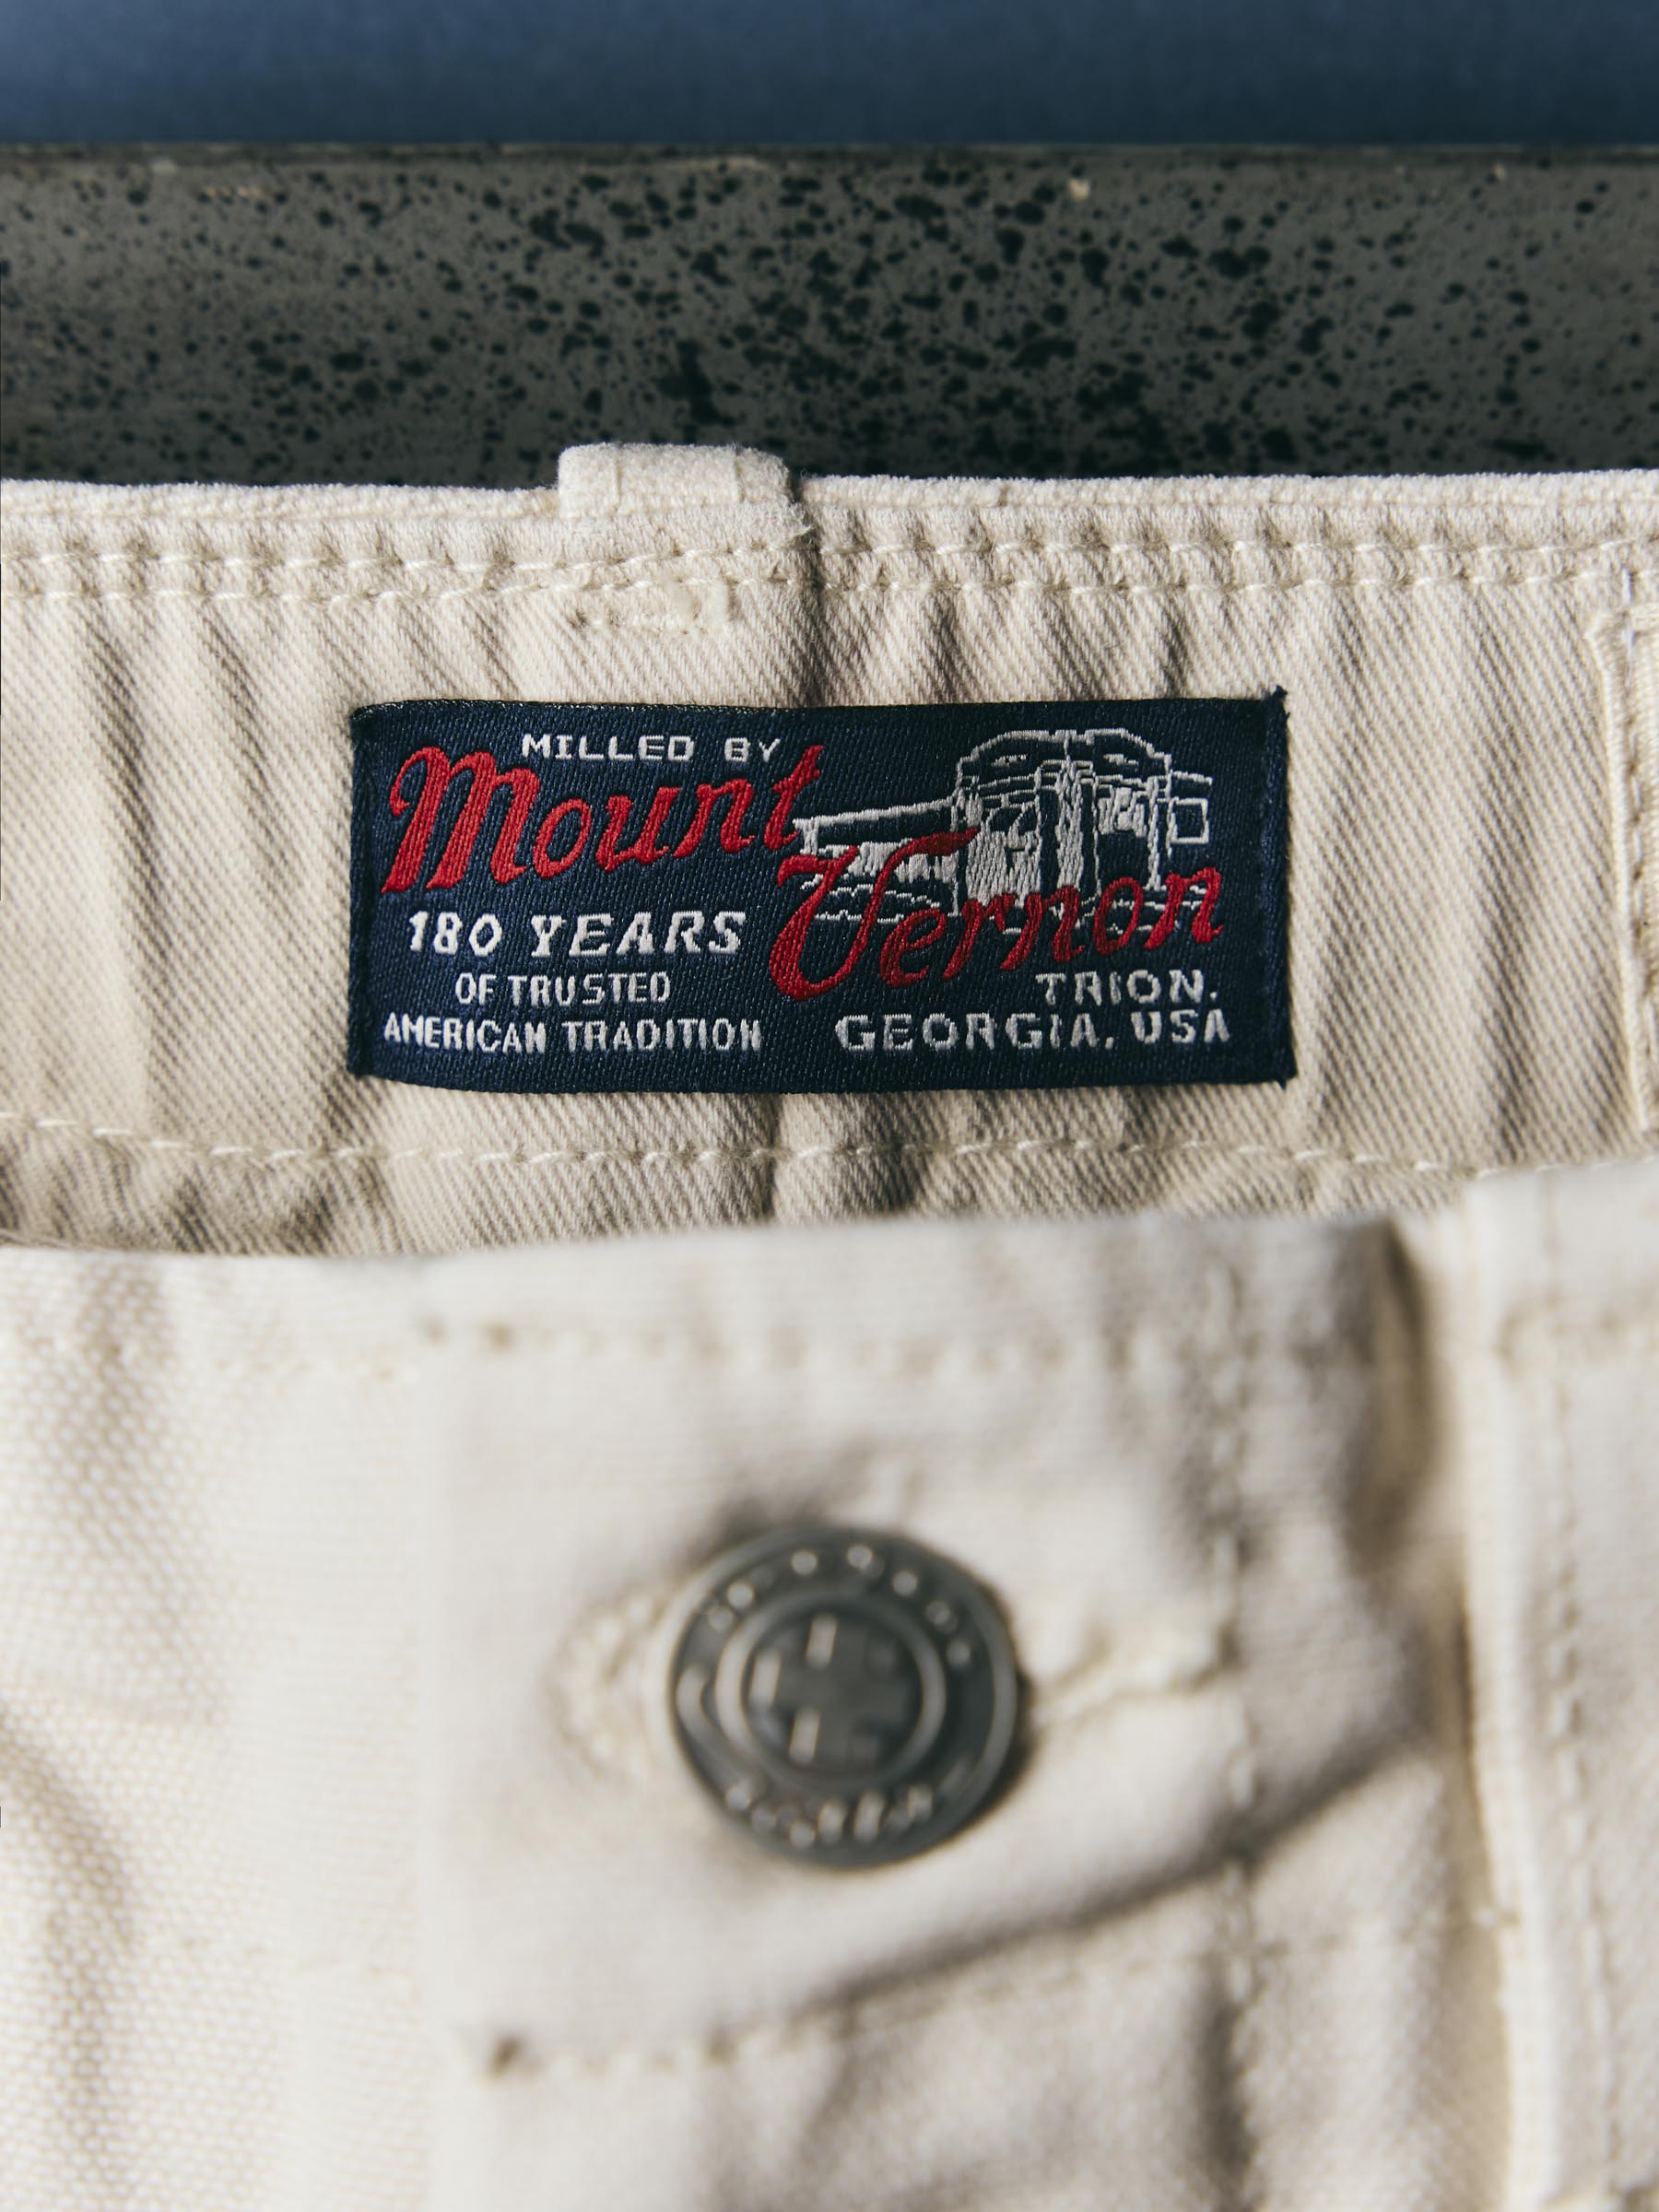 MILLED BY
Mount
Vernon
180 YEARS
OF TRUSTED
AMERICAN TRADITION
TRION.
GEORGIA, USA